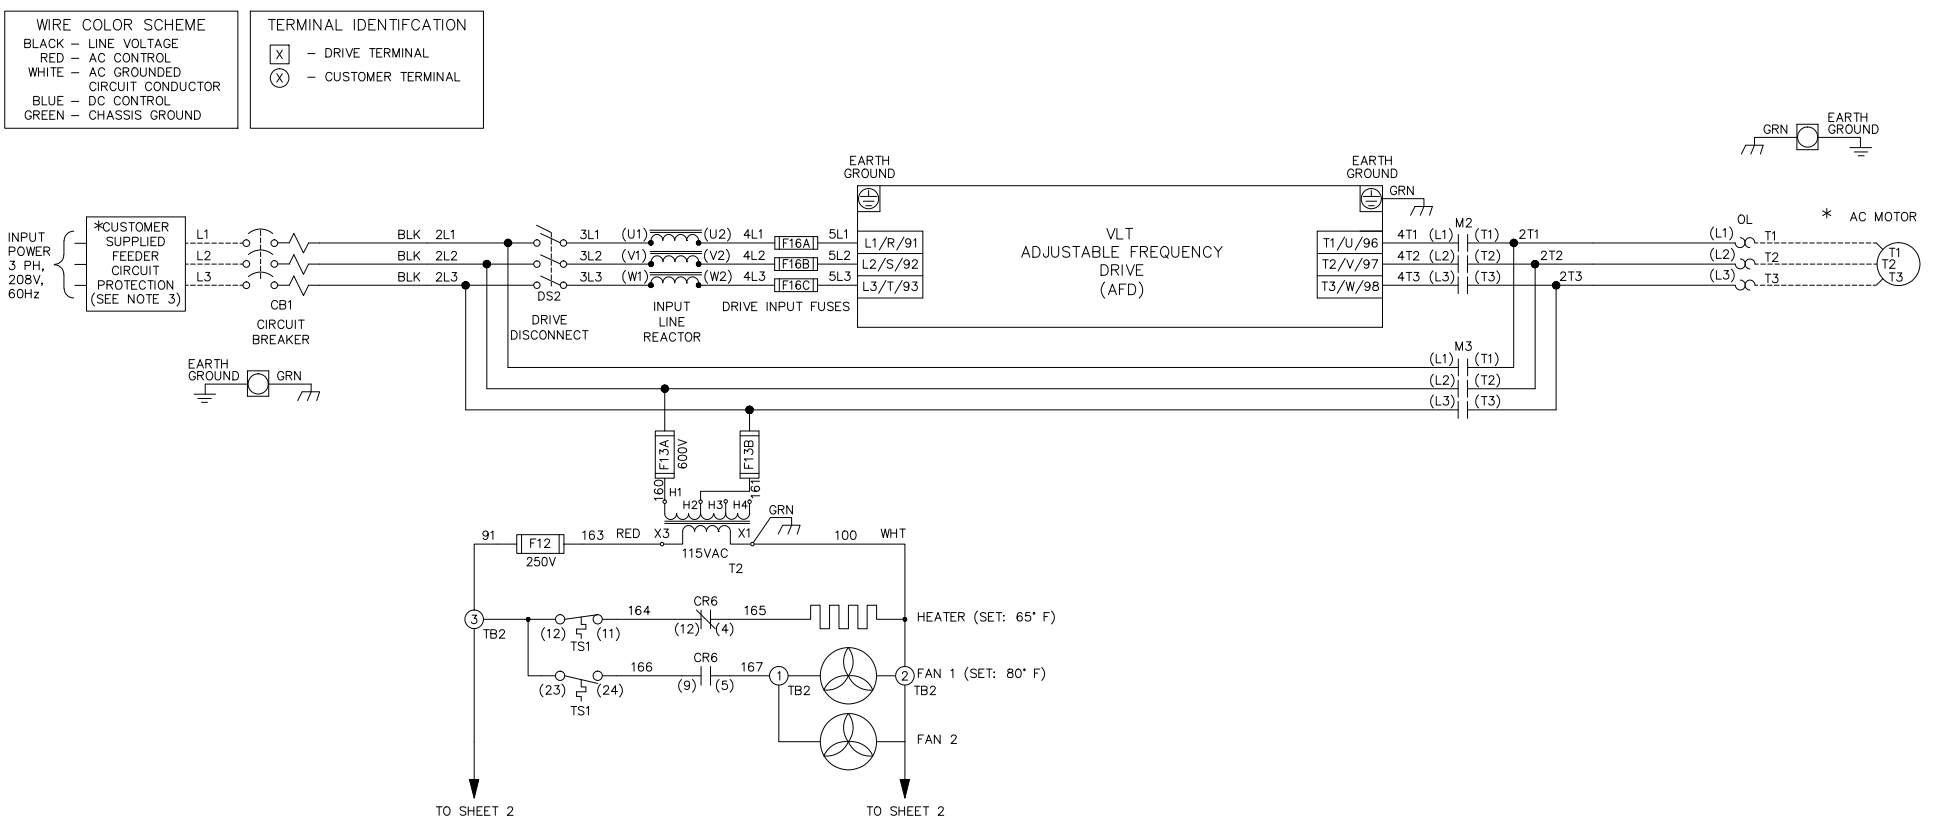 WIRE COLOR SCHEME
BLACK – LINE VOLTAGE
RED – AC CONTROL
WHITE – AC GROUNDED
CIRCUIT CONDUCTOR
BLUE – DC CONTROL
GREEN – CHASSIS GROUND
TERMINAL IDENTIFCATION
X – DRIVE TERMINAL
X – CUSTOMER TERMINAL
GRN
EARTH
GROUND
INPUT
POWER
3 PH,
208V,
60Hz
*CUSTOMER
SUPPLIED
FEEDER
CIRCUIT
PROTECTION
(SEE NOTE 3)
L1
L2
L3
CB1
CIRCUIT
BREAKER
BLK 2L1
BLK 2L2
BLK 2L3
DS2
DRIVE
DISCONNECT
3L1 (U1) (U2) 4L1 F16A 5L1
3L2 (V1) (V2) 4L2 F16B 5L2
3L3 (W1) (W2) 4L3 F16C 5L3
INPUT
LINE
REACTOR
DRIVE INPUT FUSES
EARTH
GROUND
L1/R/91
L2/S/92
L3/T/93
VLT
ADJUSTABLE FREQUENCY
DRIVE
(AFD)
EARTH
GROUND
GRN
T1/U/96
T2/V/97
T3/W/98
M2
4T1 (L1) (T1) 2T1
4T2 (L2) (T2) 2T2
4T3 (L3) (T3) 2T3
OL
(L1) T1
(L2) T2
(L3) T3
* AC MOTOR
T1
T2
T3
M3
(L1) (T1)
(L2) (T2)
(L3) (T3)
EARTH
GROUND
GRN
F13A
600V
F13B
160
161
H1
H2
H3
H4
GRN
91
F12
250V
163
RED
X3
X1
115VAC
T2
100
WHT
3
TB2
(12)
(11)
TS1
164
CR6
(12)
(4)
165
HEATER (SET: 65° F)
(23)
(24)
TS1
166
CR6
(9)
(5)
167
1
TB2
2
TB2
FAN 1 (SET: 80° F)
FAN 2
TO SHEET 2
TO SHEET 2